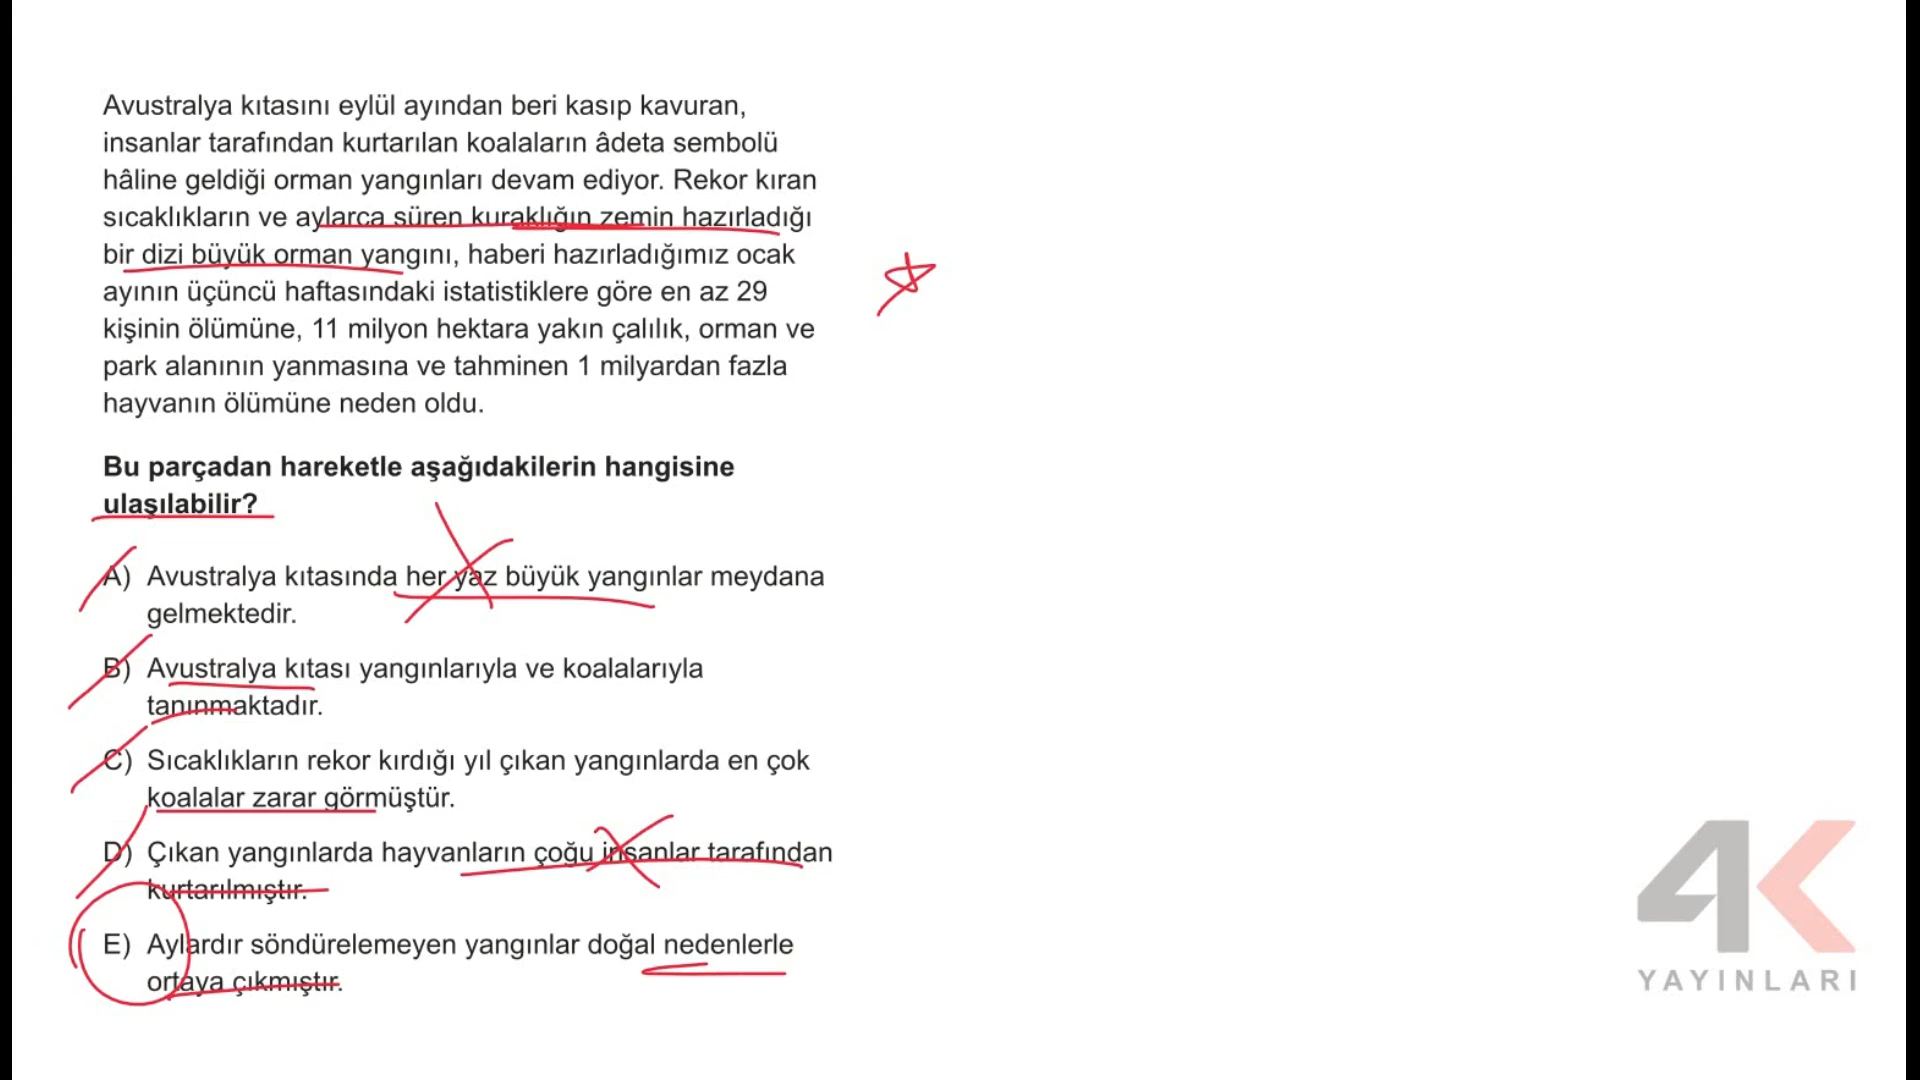 Avustralya kıtasını eylül ayından beri kasıp kavuran,
insanlar tarafından kurtarılan koalaların âdeta sembolü
hâline geldiği orman yangınları devam ediyor. Rekor kıran
sıcaklıkların ve aylarca süren kuraklığın zemin hazırladığı
bir dizi büyük orman yangını, haberi hazırladığımız ocak
ayının üçüncü haftasındaki istatistiklere göre en az 29
kişinin ölümüne, 11 milyon hektara yakın çalılık, orman ve
park alanının yanmasına ve tahminen 1 milyardan fazla
hayvanın ölümüne neden oldu.
Bu parçadan hareketle aşağıdakilerin hangisine
ulaşılabilir?
A) Avustralya kıtasında her yaz büyük yangınlar meydana
gelmektedir.
B) Avustralya kıtası yangınlarıyla ve koalalarıyla
tanınmaktadır.
C) Sıcaklıkların rekor kırdığı yıl çıkan yangınlarda en çok
koalalar zarar görmüştür.
D) Çıkan yangınlarda hayvanların çoğu insanlar tarafından
kurtarılmıştır.
E) Aylardır söndürelemeyen yangınlar doğal nedenlerle
ortaya çıkmıştır.
4K
YAYINLARI